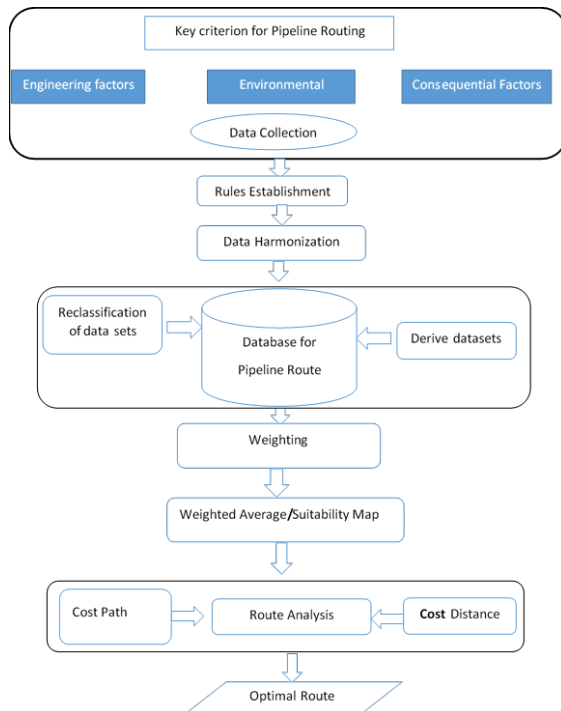 Key criterion for Pipeline Routing
Engineering factors
Environmental
Consequential Factors
Data Collection
Rules Establishment
Data Harmonization
Reclassification
of data sets
Database for
Pipeline Route
Derive datasets
Weighting
Weighted Average/Suitability Map
Cost Path
Route Analysis
Cost Distance
Optimal Route